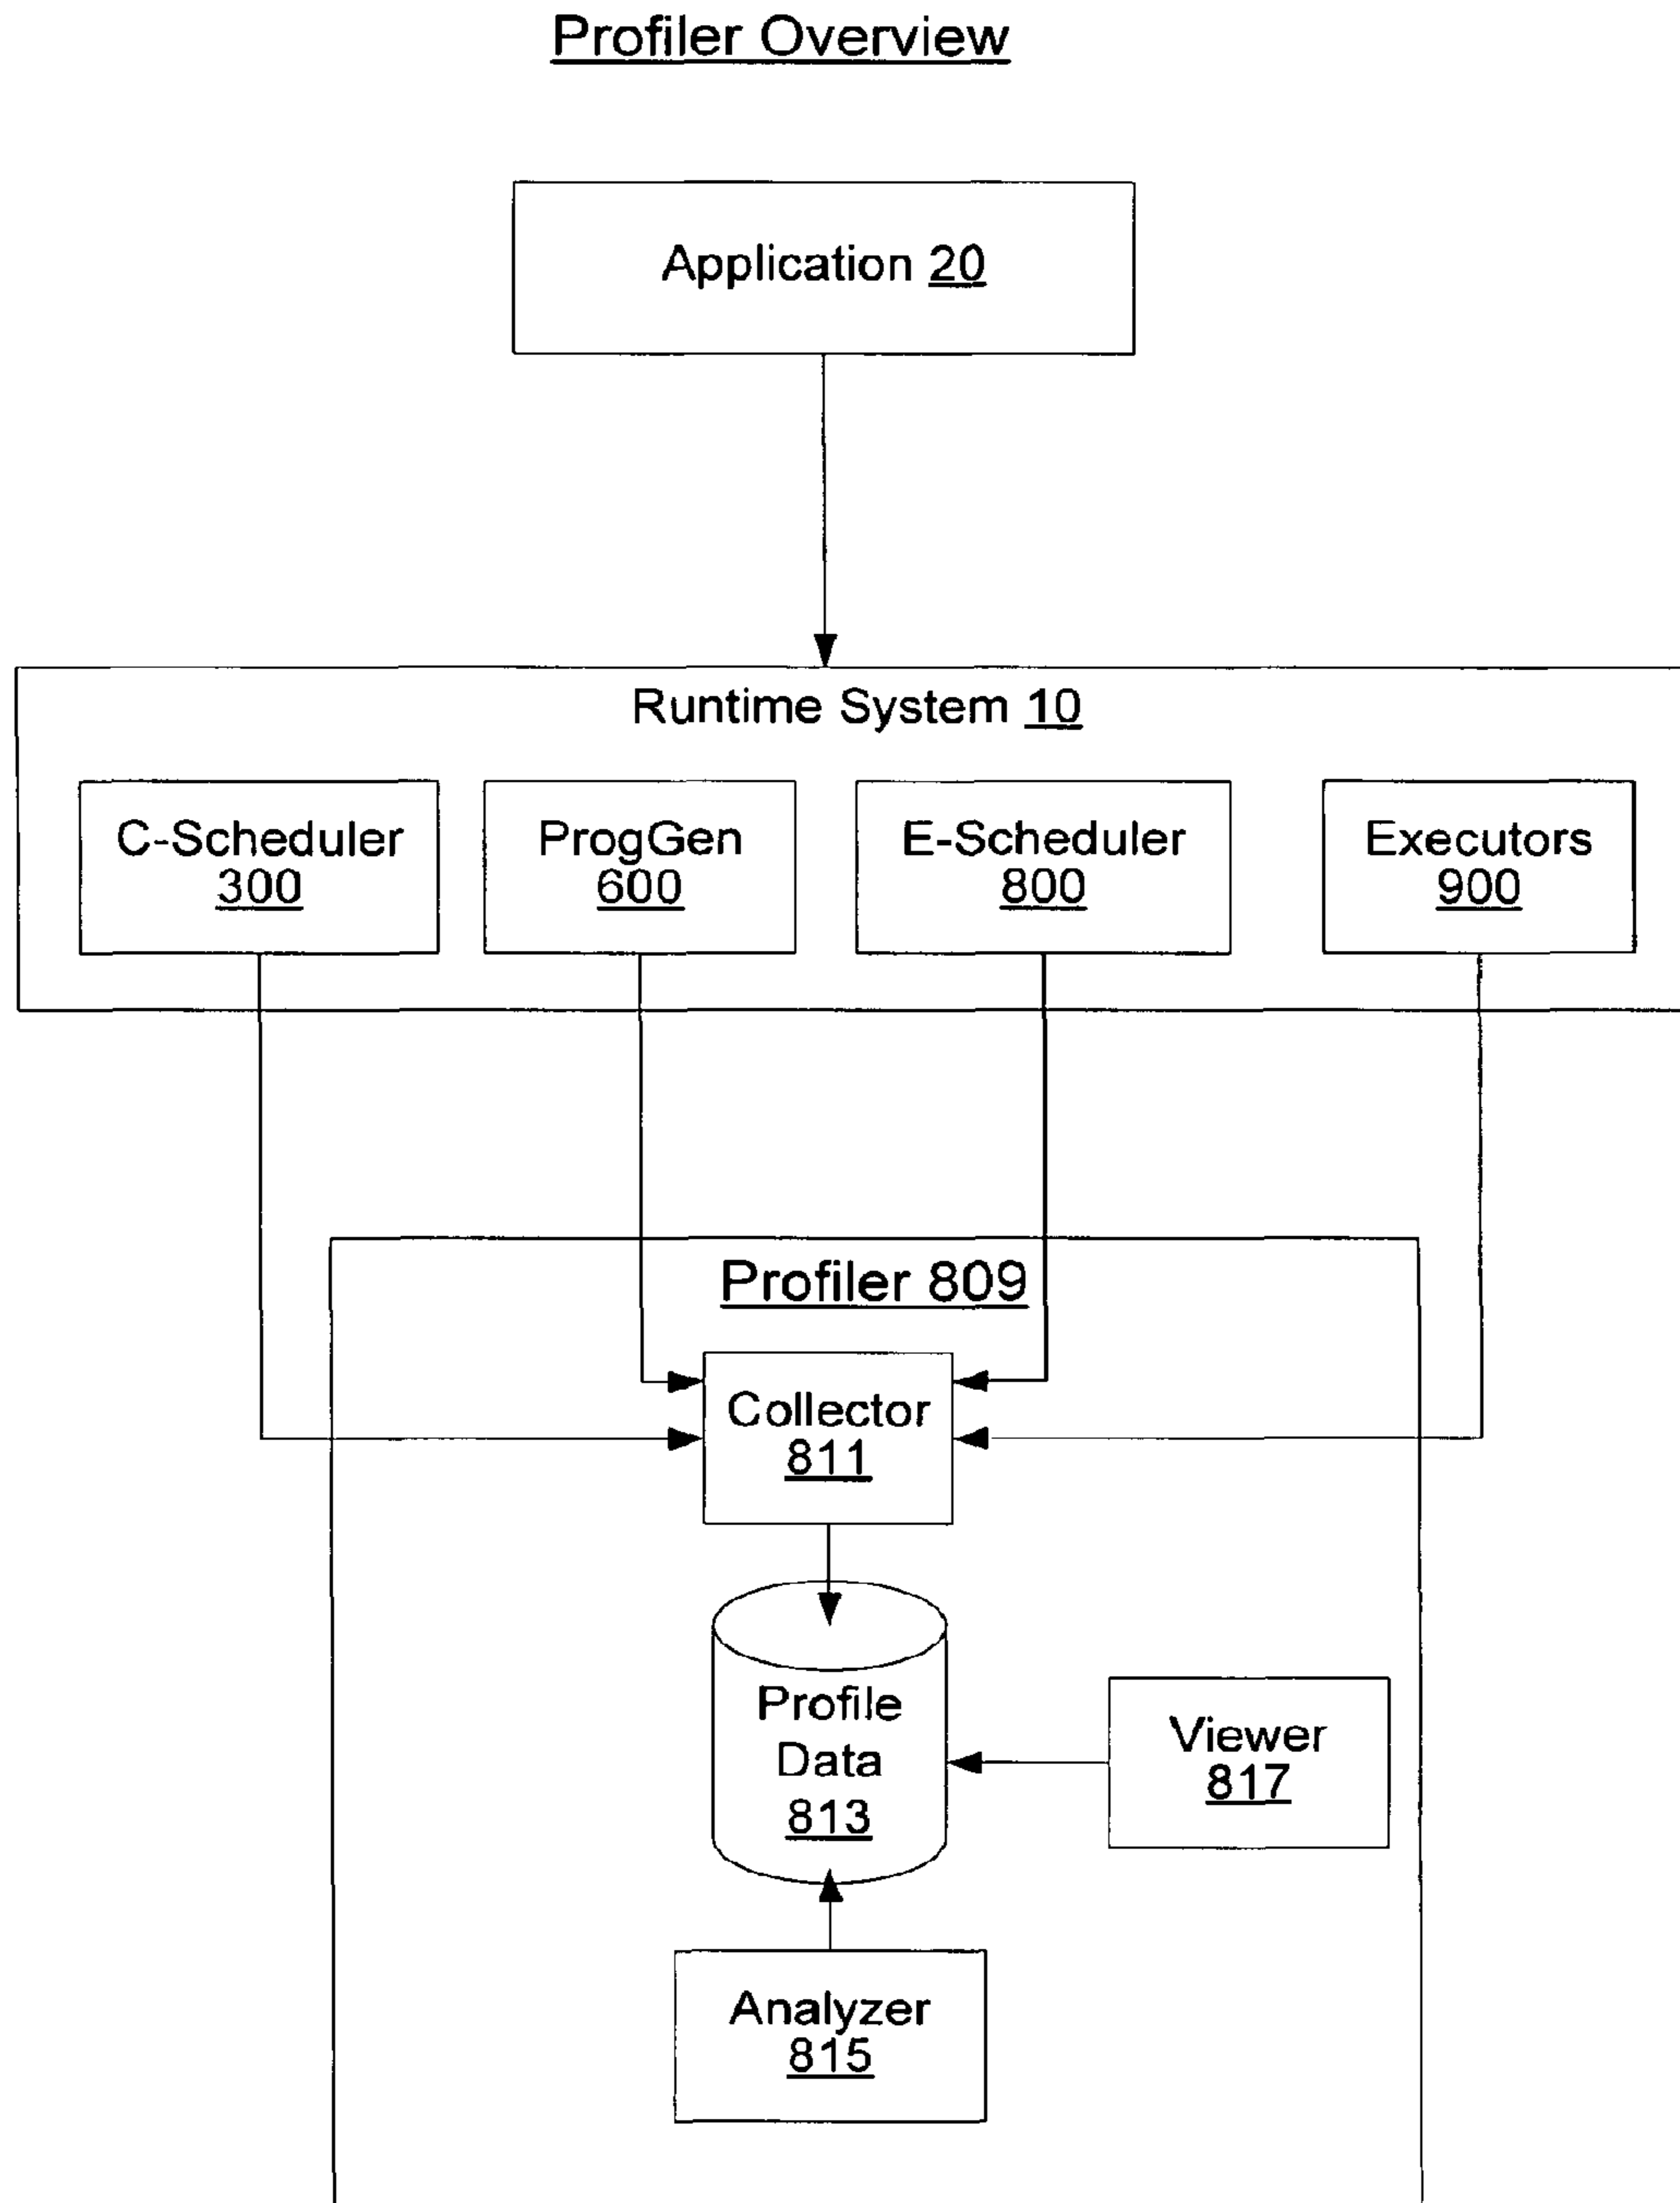 Profiler Overview
Application 20
Runtime System 10
C-Scheduler
300
ProgGen
600
E-Scheduler
800
Executors
900
Profiler 809
Collector
811
Profile
Data
813
Viewer
817
Analyzer
815